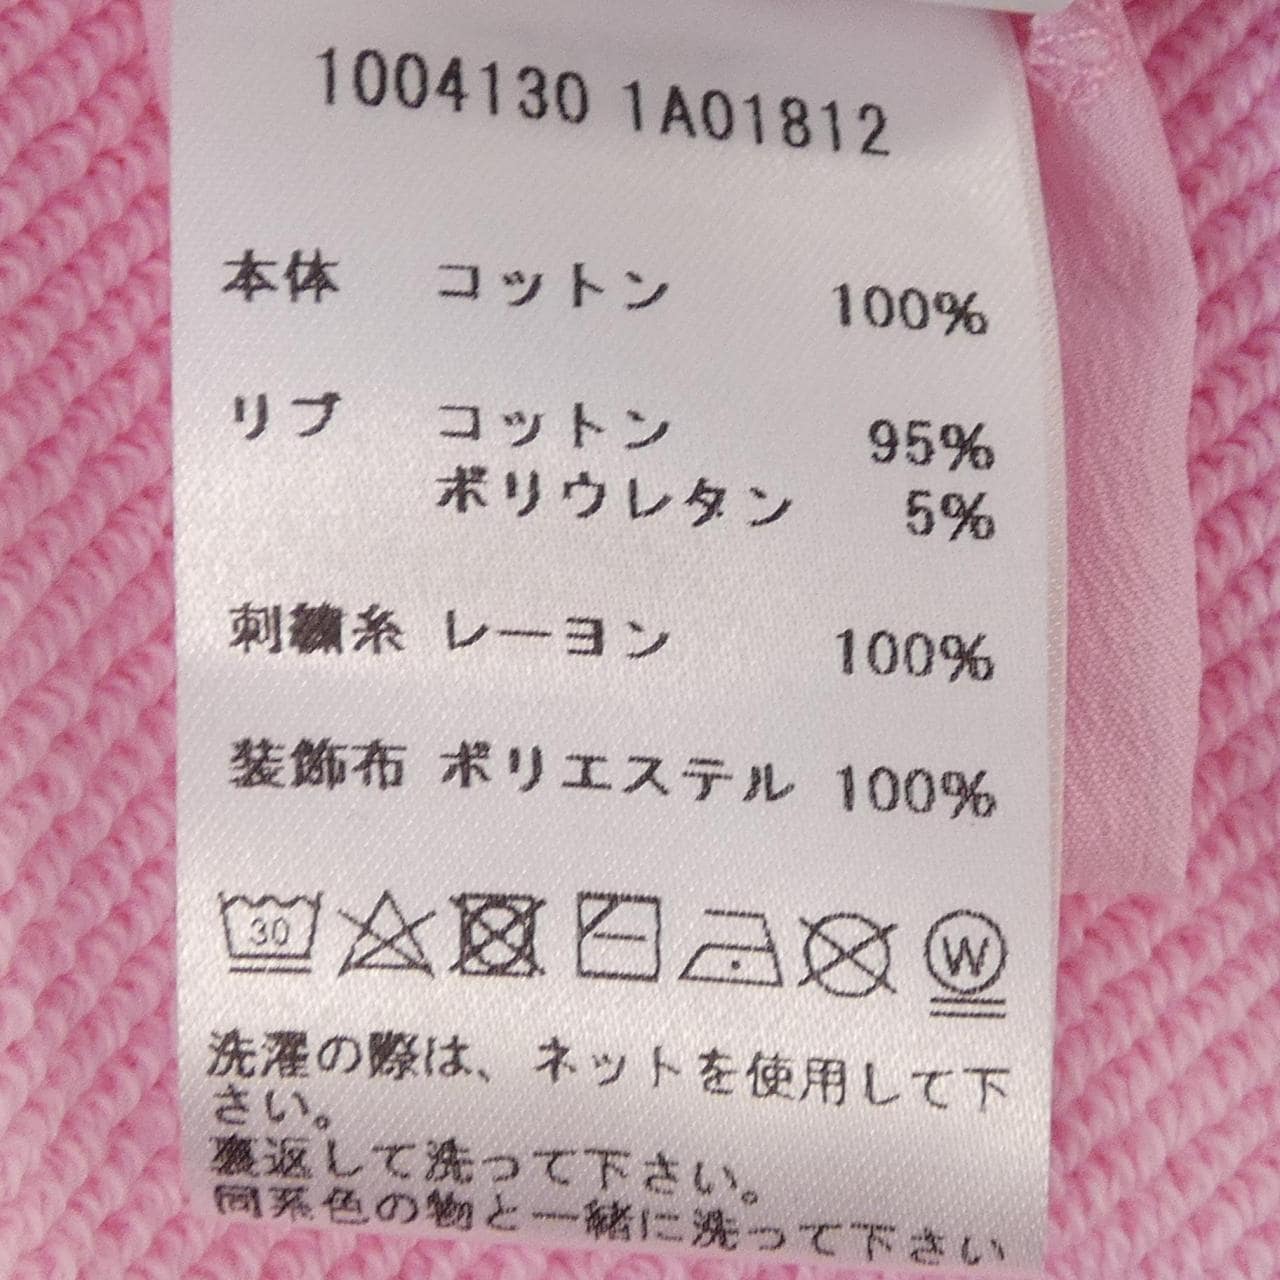 1004130 1A01812
本体 コットン 100%
リブ コットン 95%
ポリウレタン 5%
刺繍糸 レーヨン 100%
装飾布 ポリエステル 100%
30 W
洗濯の際は、ネットを使用して下
さい。
裏返して洗って下さい。
同系色の物と一緒に洗って下さい